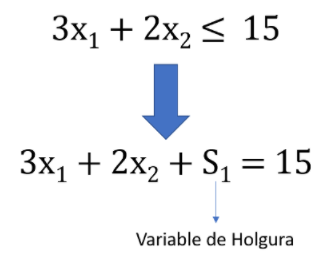 3x₁ + 2x₂ ≤ 15
3x₁ + 2x₂ + S₁ = 15
Variable de Holgura